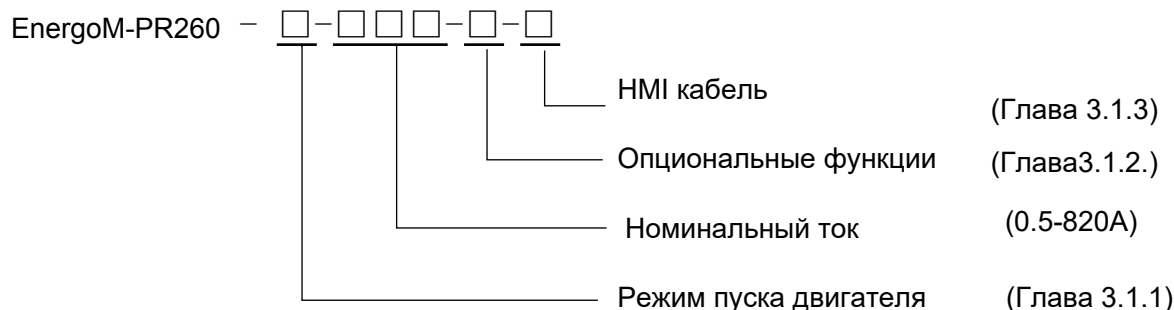 EnergoM-PR260 – □–□□□–□–□
HMI кабель (Глава 3.1.3)
Опциональные функции (Глава3.1.2.)
Номинальный ток (0.5-820A)
Режим пуска двигателя (Глава 3.1.1)